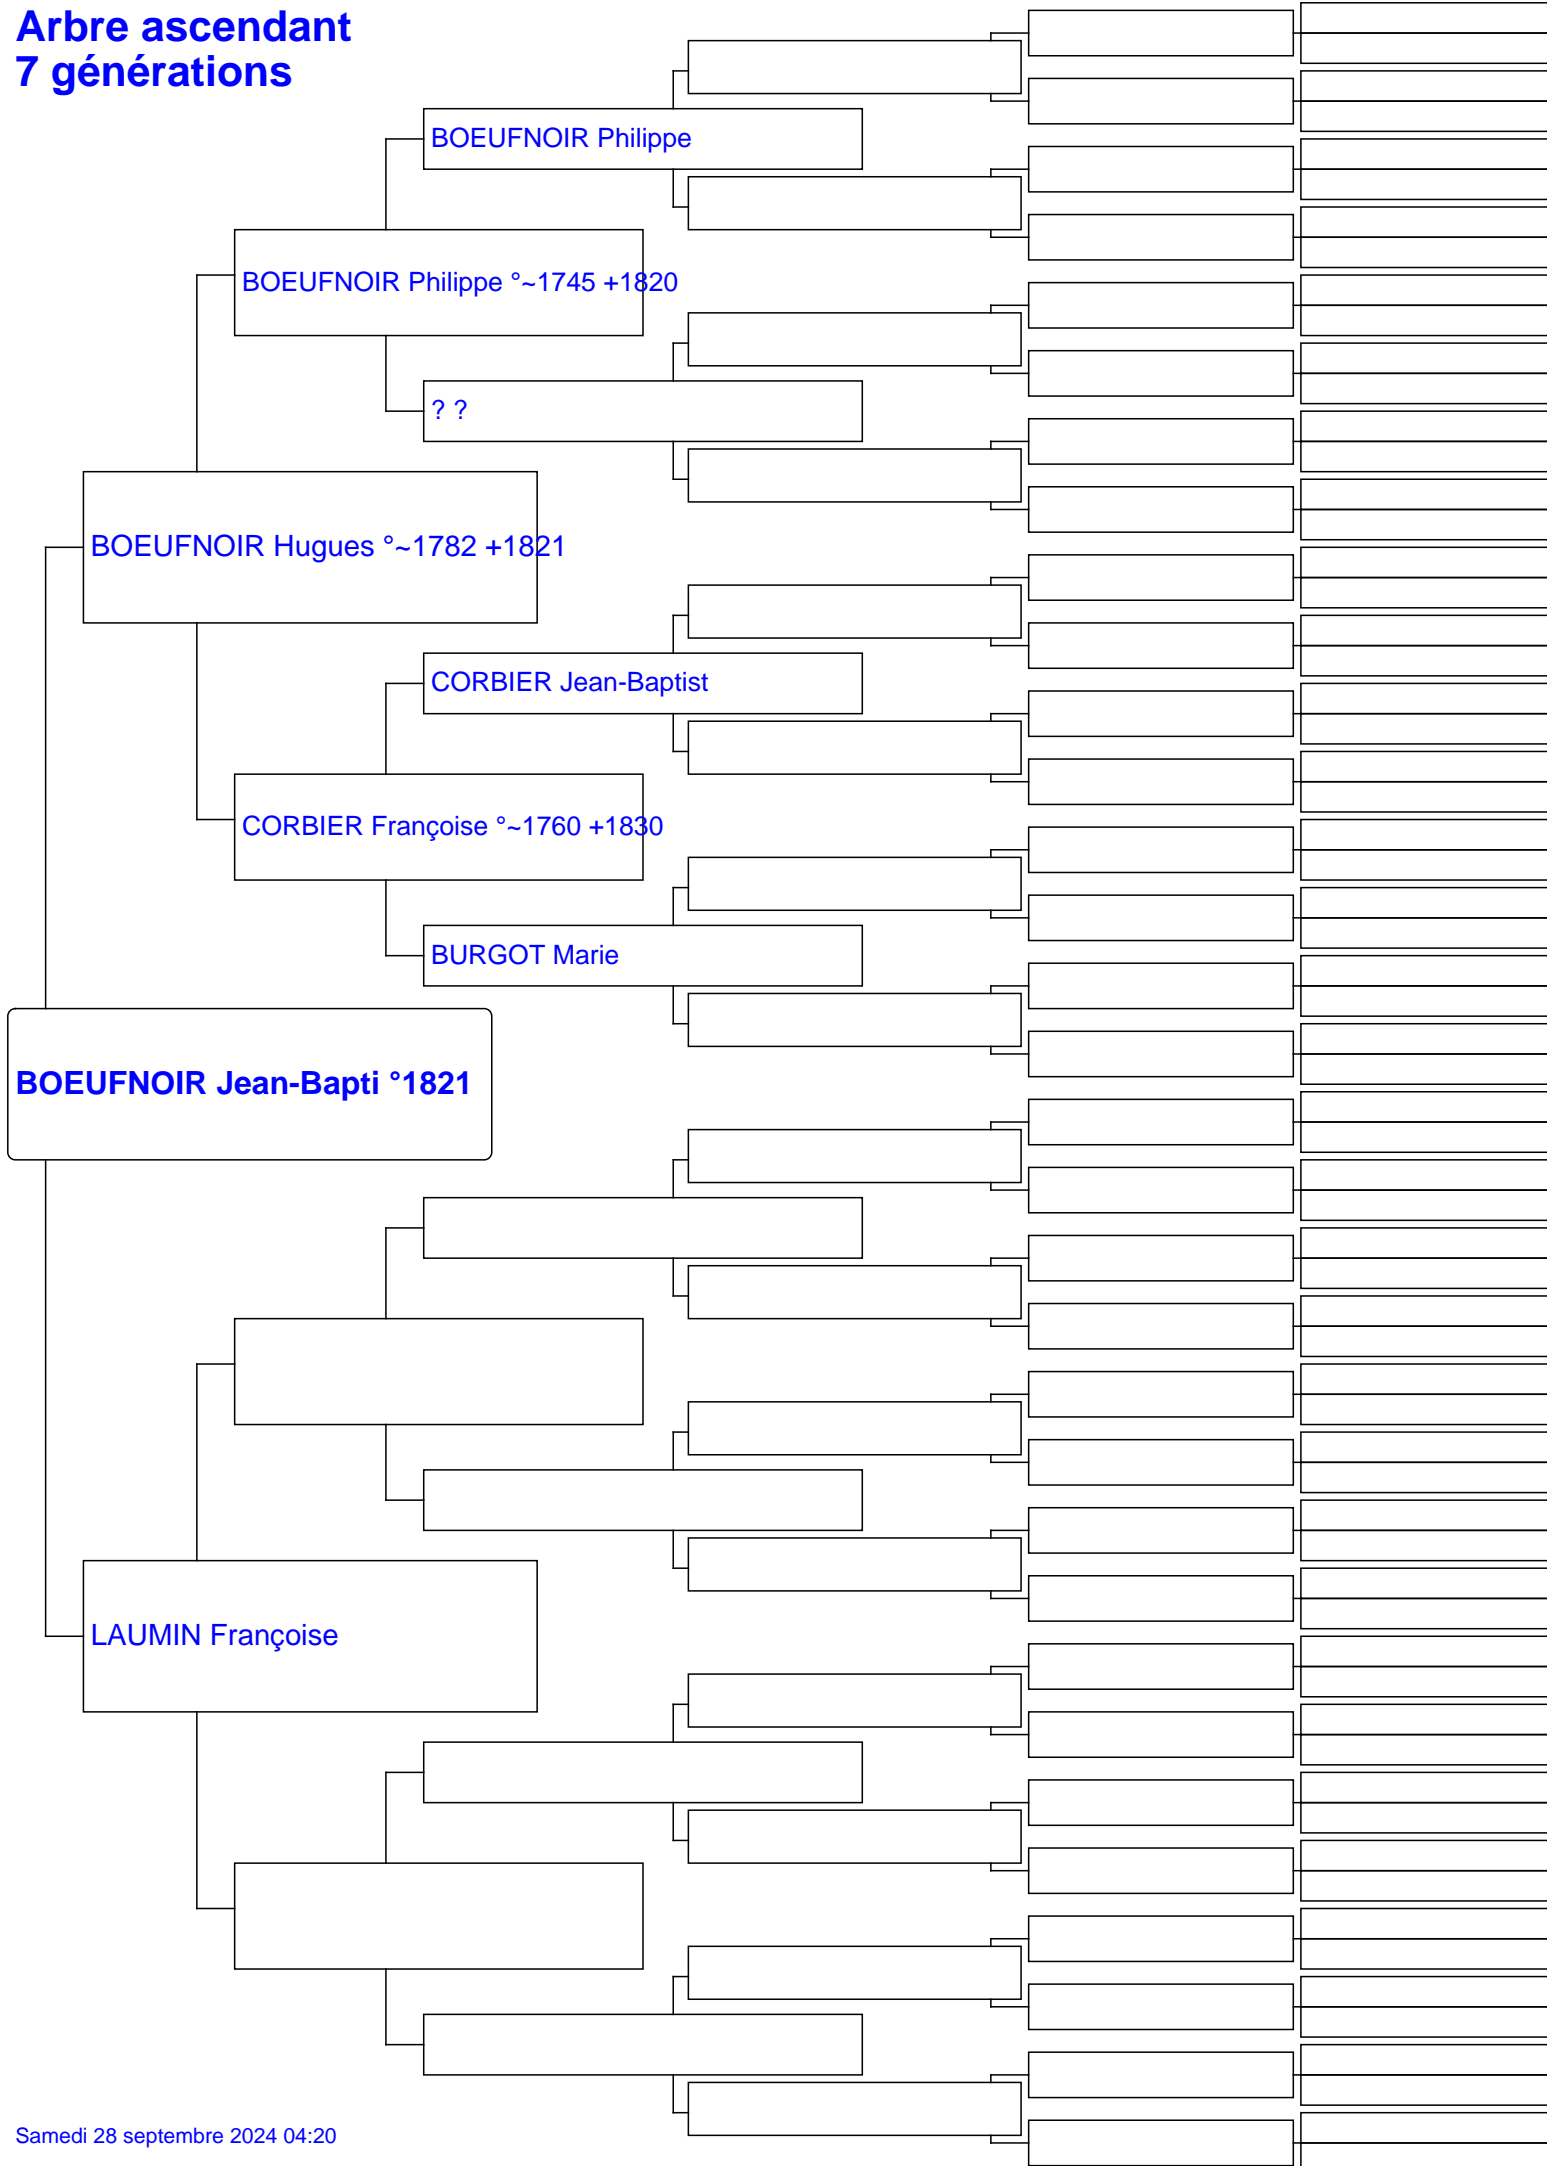 Arbre ascendant
7 générations
BOEUFNOIR Philippe
BOEUFNOIR Philippe °~1745 +1820
? ?
BOEUFNOIR Hugues °~1782 +1821
CORBIER Jean-Baptist
CORBIER Françoise °~1760 +1830
BURGOT Marie
BOEUFNOIR Jean-Bapti °1821
LAUMIN Françoise
Samedi 28 septembre 2024 04:20